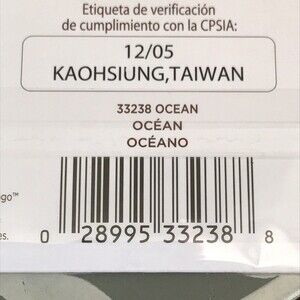 Etiqueta de verificación
de cumplimiento con la CPSIA:
12/05
KAOHSIUNG,TAIWAN
33238 OCEAN
OCÉAN
OCÉANO
0 28995 33238 8